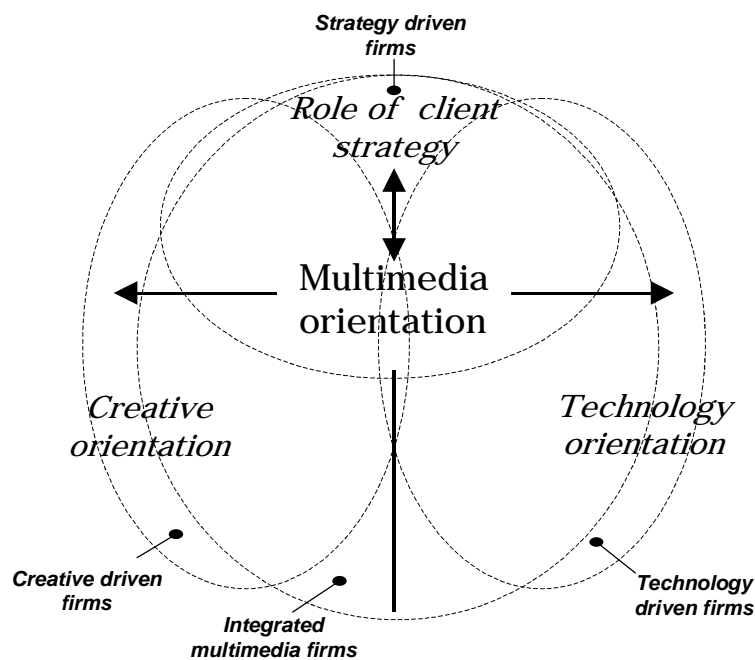 Strategy driven
firms
Role of client
strategy
Multimedia
orientation
Creative
orientation
Technology
orientation
Creative driven
firms
Integrated
multimedia firms
Technology
driven firms